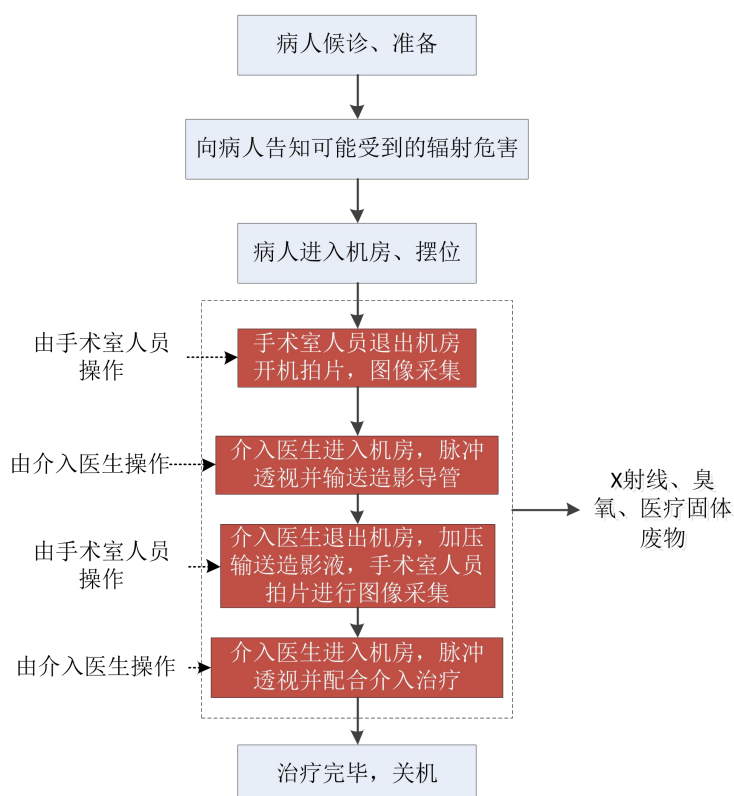 病人候诊、准备
向病人告知可能受到的辐射危害
病人进入机房、摆位
由手术室人员
操作
手术室人员退出机房
开机拍片，图像采集
由介入医生操作
介入医生进入机房，脉冲
透视并输送造影导管
X射线、臭
氧、医疗固体
废物
由手术室人员
操作
介入医生退出机房，加压
输送造影液，手术室人员
拍片进行图像采集
由介入医生操作
介入医生进入机房，脉冲
透视并配合介入治疗
治疗完毕，关机